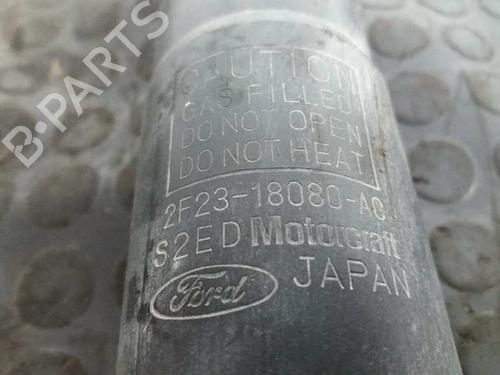 B-PARTS
CAUTION
GAS FILLED
DO NOT OPEN
DO NOT HEAT
2F23-18080-AC
S2ED Motorcraft
Ford JAPAN